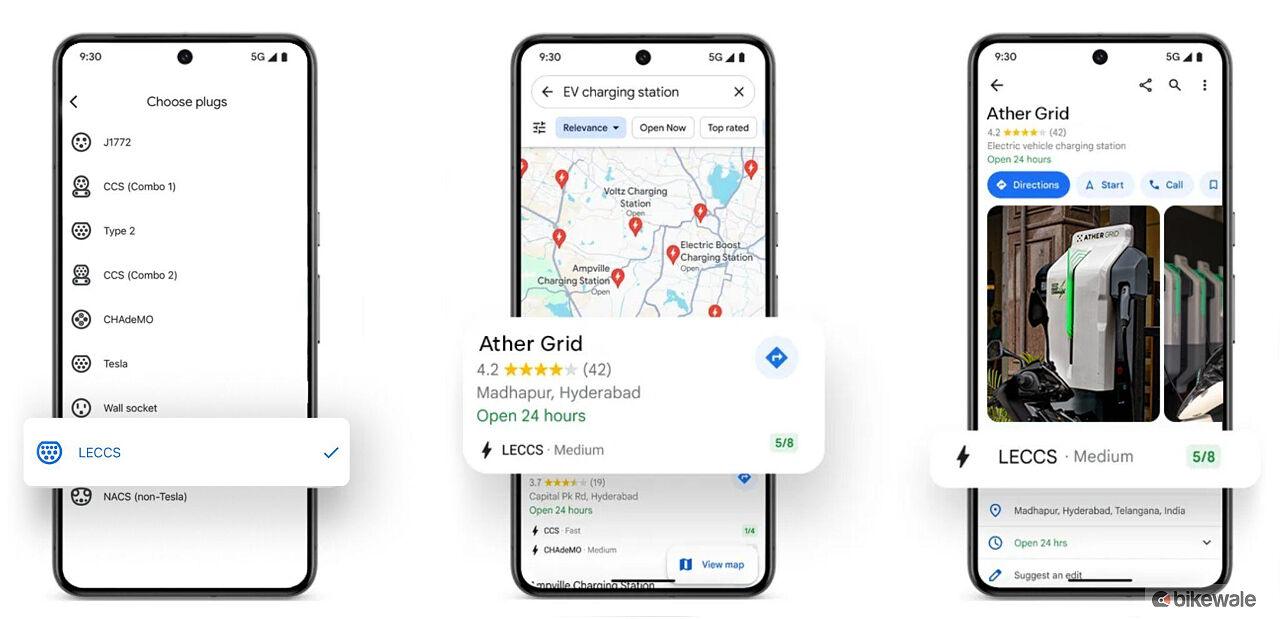 9:30
5G
Choose plugs
J1772
CCS (Combo 1)
Type 2
CCS (Combo 2)
CHAdeMO
Tesla
Wall socket
LECCS
NACS (non-Tesla)
9:30
5G
EV charging station
Relevance
Open Now
Top rated
Voltz Charging
Station
Open
Electric Boost
Charging Station
Open
Ampville
Charging Station
Open
Ather Grid
4.2 (42)
Madhapur, Hyderabad
Open 24 hours
LECCS · Medium
5/8
3.7 (19)
Capital Pk Rd, Hyderabad
Open 24 hours
CCS · Fast
1/4
CHAdeMO · Medium
View map
Ampville Charging Station
9:30
5G
Ather Grid
4.2 (42)
Electric vehicle charging station
Open 24 hours
Directions
Start
Call
ATHER GRID
LECCS · Medium
5/8
Madhapur, Hyderabad, Telangana, India
Open 24 hrs
Suggest an edit
bikewale